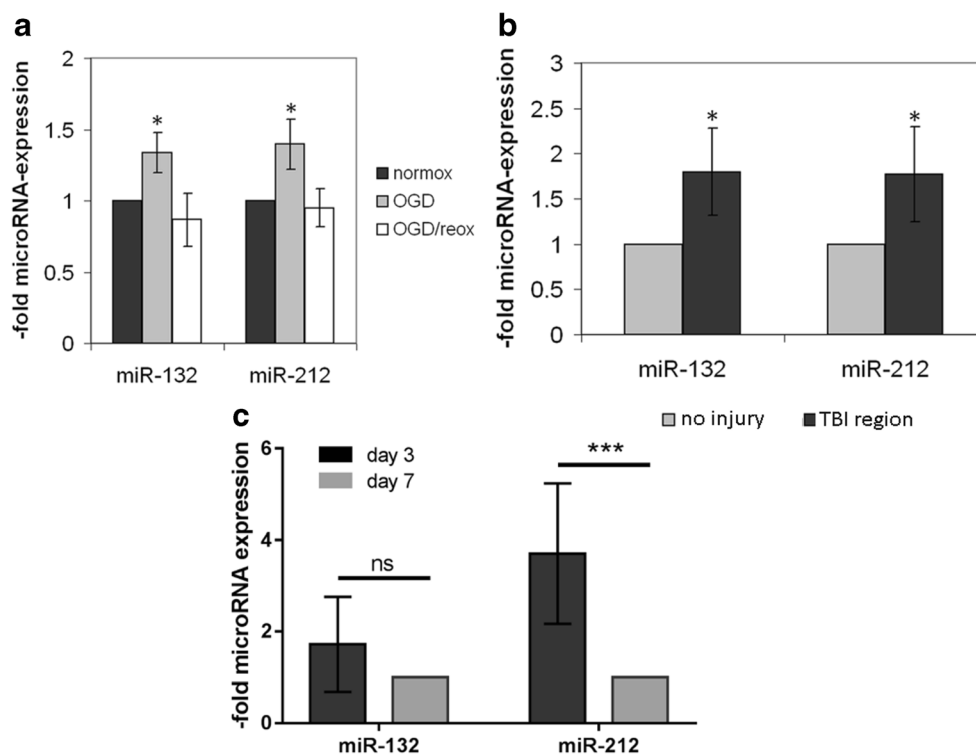 a
-fold microRNA-expression
2
1.5
1
0.5
0
* *
miR-132 miR-212
normox
OGD
OGD/reox
b
-fold microRNA-expression
3
2.5
2
1.5
1
0.5
0
* *
miR-132 miR-212
no injury TBI region
c
-fold microRNA expression
6
4
2
0
day 3
day 7
ns
***
miR-132 miR-212